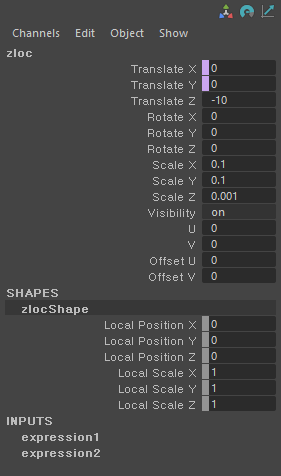 Channels Edit Object Show
zloc
Translate X 0
Translate Y 0
Translate Z -10
Rotate X 0
Rotate Y 0
Rotate Z 0
Scale X 0.1
Scale Y 0.1
Scale Z 0.001
Visibility on
U 0
V 0
Offset U 0
Offset V 0
SHAPES
zlocShape
Local Position X 0
Local Position Y 0
Local Position Z 0
Local Scale X 1
Local Scale Y 1
Local Scale Z 1
INPUTS
expression1
expression2